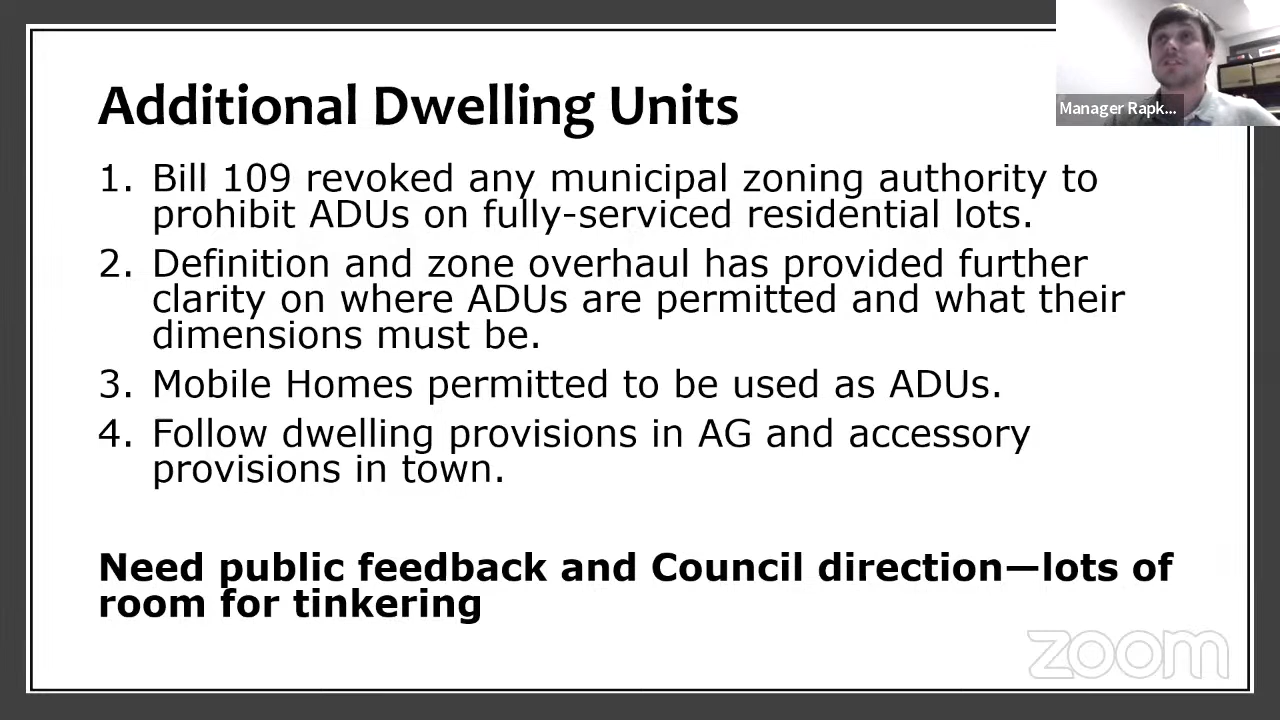 Additional Dwelling Units
Manager Rapk...
1. Bill 109 revoked any municipal zoning authority to
prohibit ADUs on fully-serviced residential lots.
2. Definition and zone overhaul has provided further
clarity on where ADUs are permitted and what their
dimensions must be.
3. Mobile Homes permitted to be used as ADUs.
4. Follow dwelling provisions in AG and accessory
provisions in town.
Need public feedback and Council direction—lots of
room for tinkering
zoom